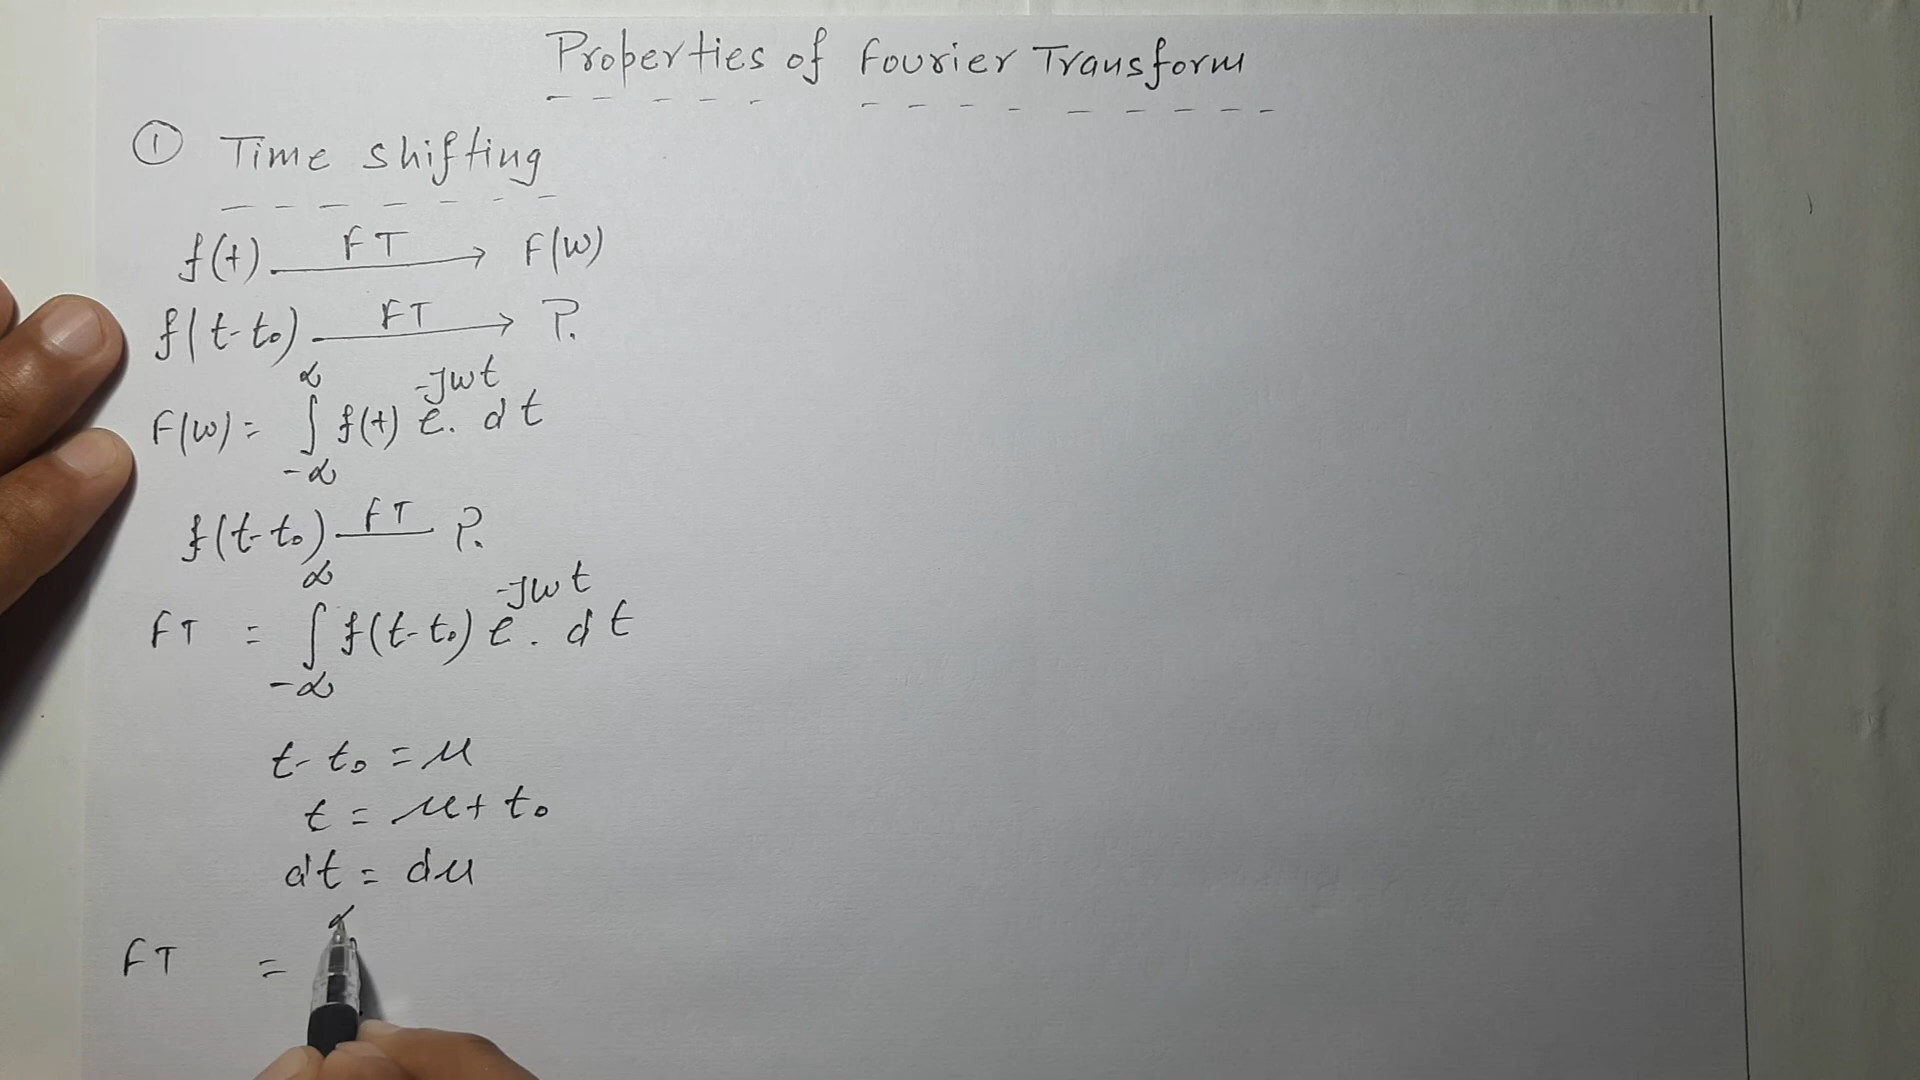 Properties of Fourier Transform
① Time shifting
f(t) FT → F(w)
f(t-t₀) FT → ?
F(w) = ∫_{-∞}^{∞} f(t) e^{-jwt}. dt
f(t-t₀) FT ?
FT = ∫_{-∞}^{∞} f(t-t₀) e^{-jwt}. dt
t-t₀ = u
t = u+t₀
dt = du
FT =